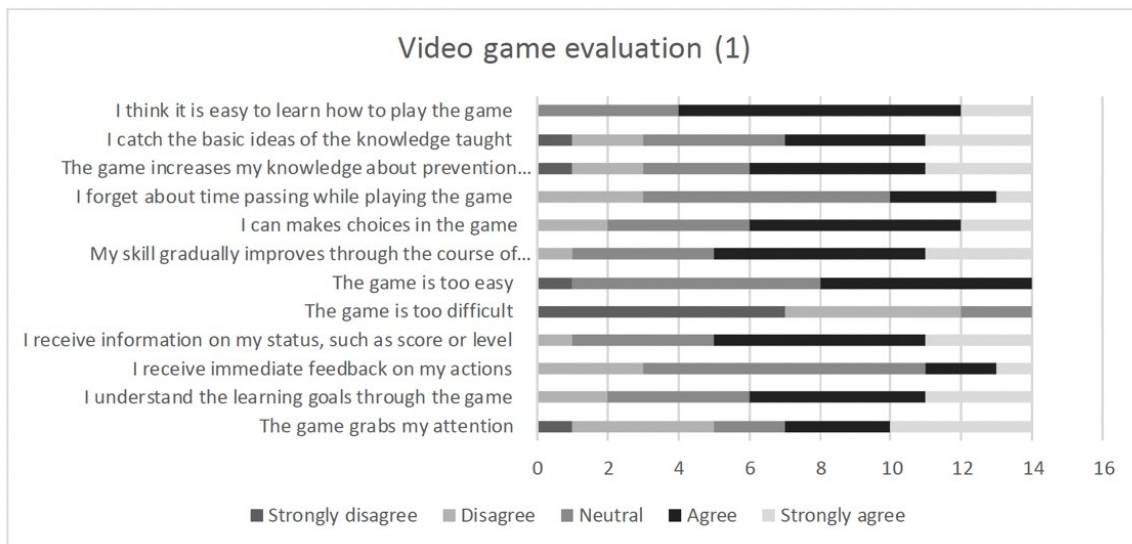 Video game evaluation (1)
I think it is easy to learn how to play the game
I catch the basic ideas of the knowledge taught
The game increases my knowledge about prevention...
I forget about time passing while playing the game
I can makes choices in the game
My skill gradually improves through the course of...
The game is too easy
The game is too difficult
I receive information on my status, such as score or level
I receive immediate feedback on my actions
I understand the learning goals through the game
The game grabs my attention
0 2 4 6 8 10 12 14 16
Strongly disagree Disagree Neutral Agree Strongly agree